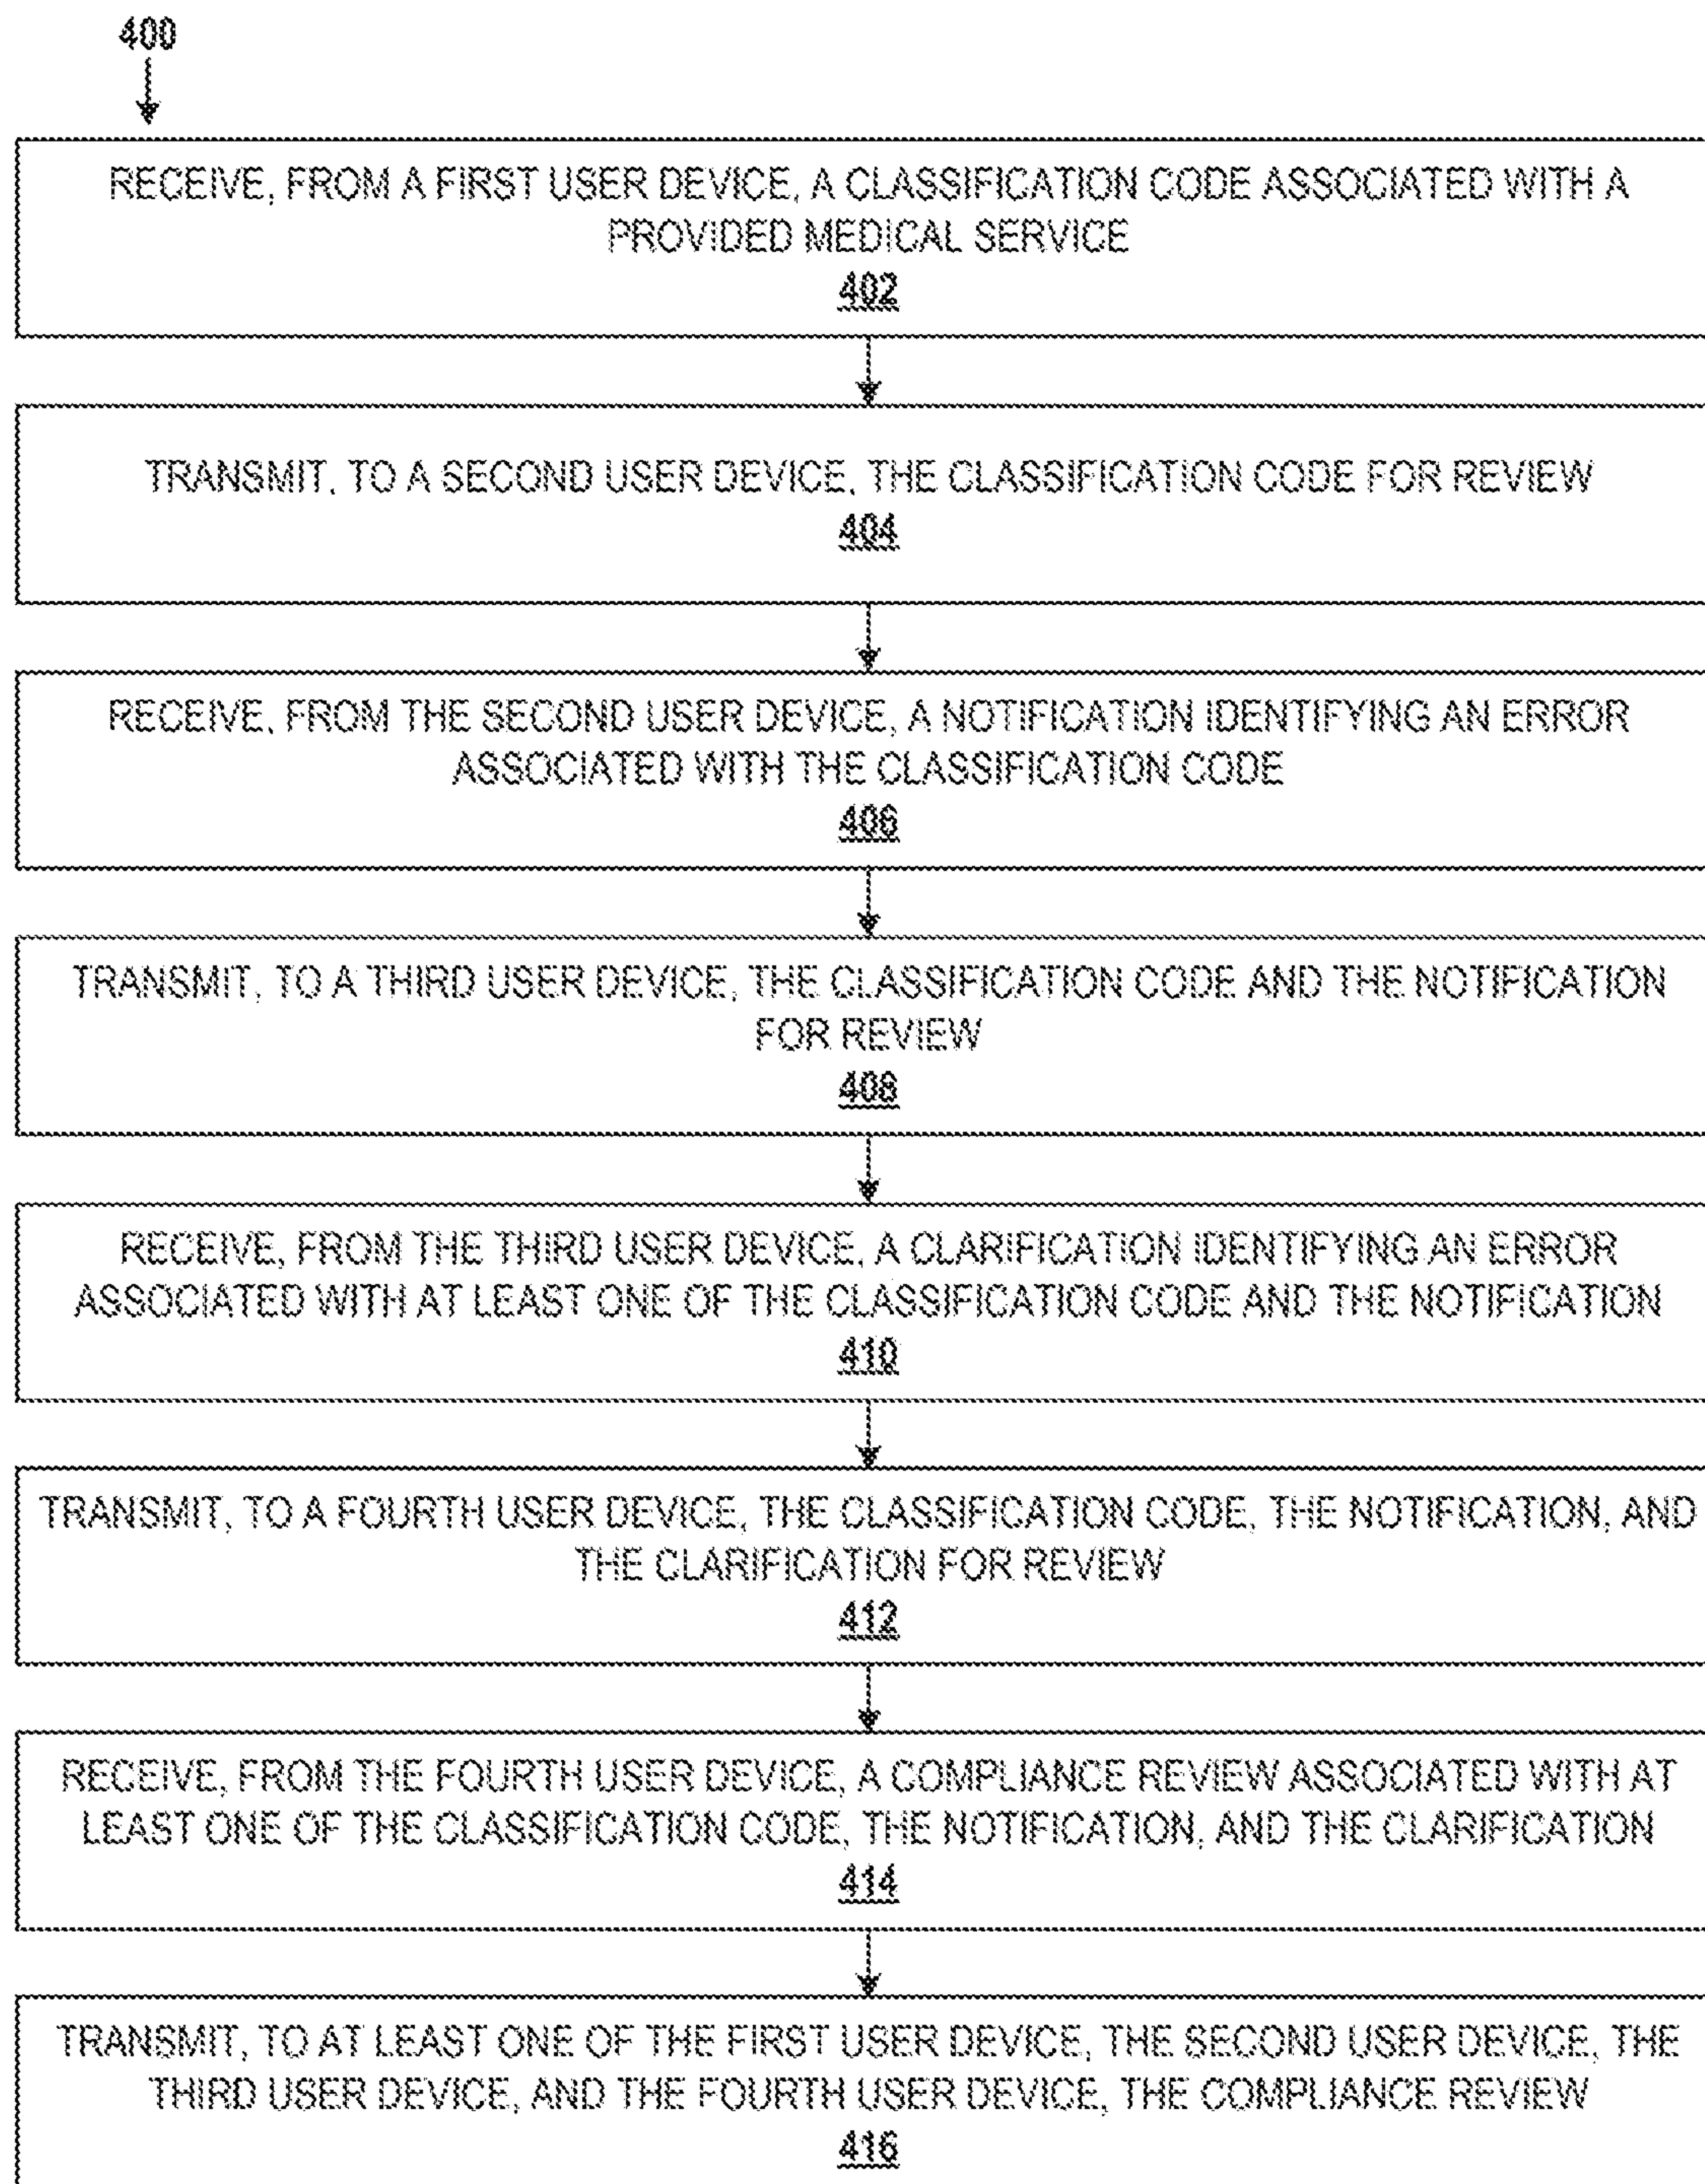 400
RECEIVE, FROM A FIRST USER DEVICE, A CLASSIFICATION CODE ASSOCIATED WITH A
PROVIDED MEDICAL SERVICE
402
TRANSMIT, TO A SECOND USER DEVICE, THE CLASSIFICATION CODE FOR REVIEW
404
RECEIVE, FROM THE SECOND USER DEVICE, A NOTIFICATION IDENTIFYING AN ERROR
ASSOCIATED WITH THE CLASSIFICATION CODE
406
TRANSMIT, TO A THIRD USER DEVICE, THE CLASSIFICATION CODE AND THE NOTIFICATION
FOR REVIEW
408
RECEIVE, FROM THE THIRD USER DEVICE, A CLARIFICATION IDENTIFYING AN ERROR
ASSOCIATED WITH AT LEAST ONE OF THE CLASSIFICATION CODE AND THE NOTIFICATION
410
TRANSMIT, TO A FOURTH USER DEVICE, THE CLASSIFICATION CODE, THE NOTIFICATION, AND
THE CLARIFICATION FOR REVIEW
412
RECEIVE, FROM THE FOURTH USER DEVICE, A COMPLIANCE REVIEW ASSOCIATED WITH AT
LEAST ONE OF THE CLASSIFICATION CODE, THE NOTIFICATION, AND THE CLARIFICATION
414
TRANSMIT, TO AT LEAST ONE OF THE FIRST USER DEVICE, THE SECOND USER DEVICE, THE
THIRD USER DEVICE, AND THE FOURTH USER DEVICE, THE COMPLIANCE REVIEW
416